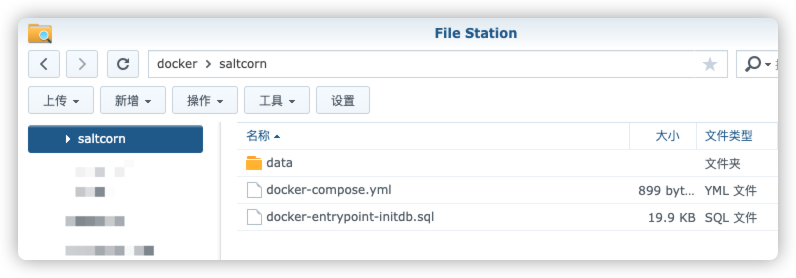 File Station
docker > saltcorn
上传 新增 操作 工具 设置
saltcorn
名称 大小 文件类型
data 文件夹
docker-compose.yml 899 byt... YML 文件
docker-entrypoint-initdb.sql 19.9 KB SQL 文件